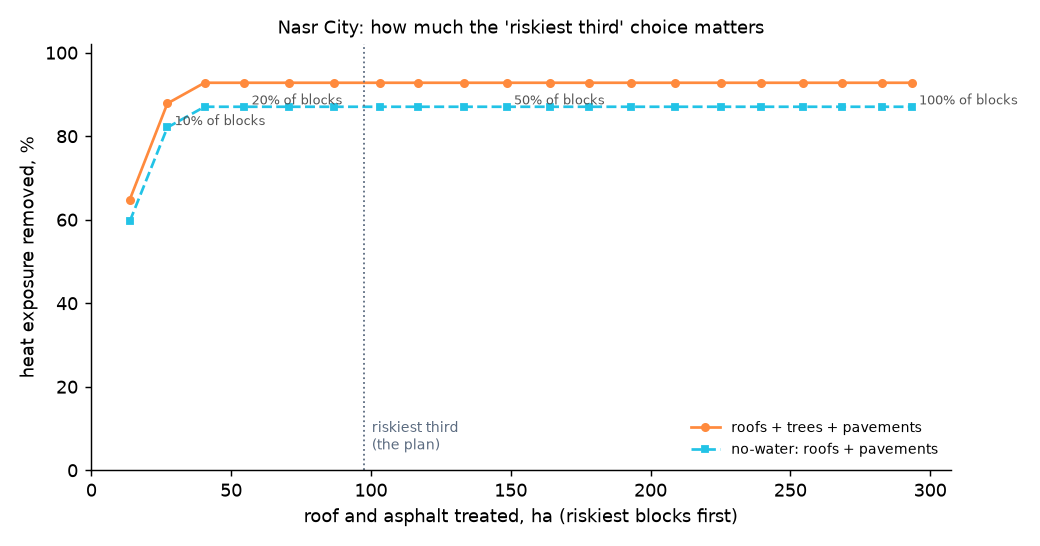 Nasr City: how much the 'riskiest third' choice matters
heat exposure removed, %
100
80
60
40
20
0
10% of blocks
20% of blocks
50% of blocks
100% of blocks
riskiest third
(the plan)
roofs + trees + pavements
no-water: roofs + pavements
0 50 100 150 200 250 300
roof and asphalt treated, ha (riskiest blocks first)